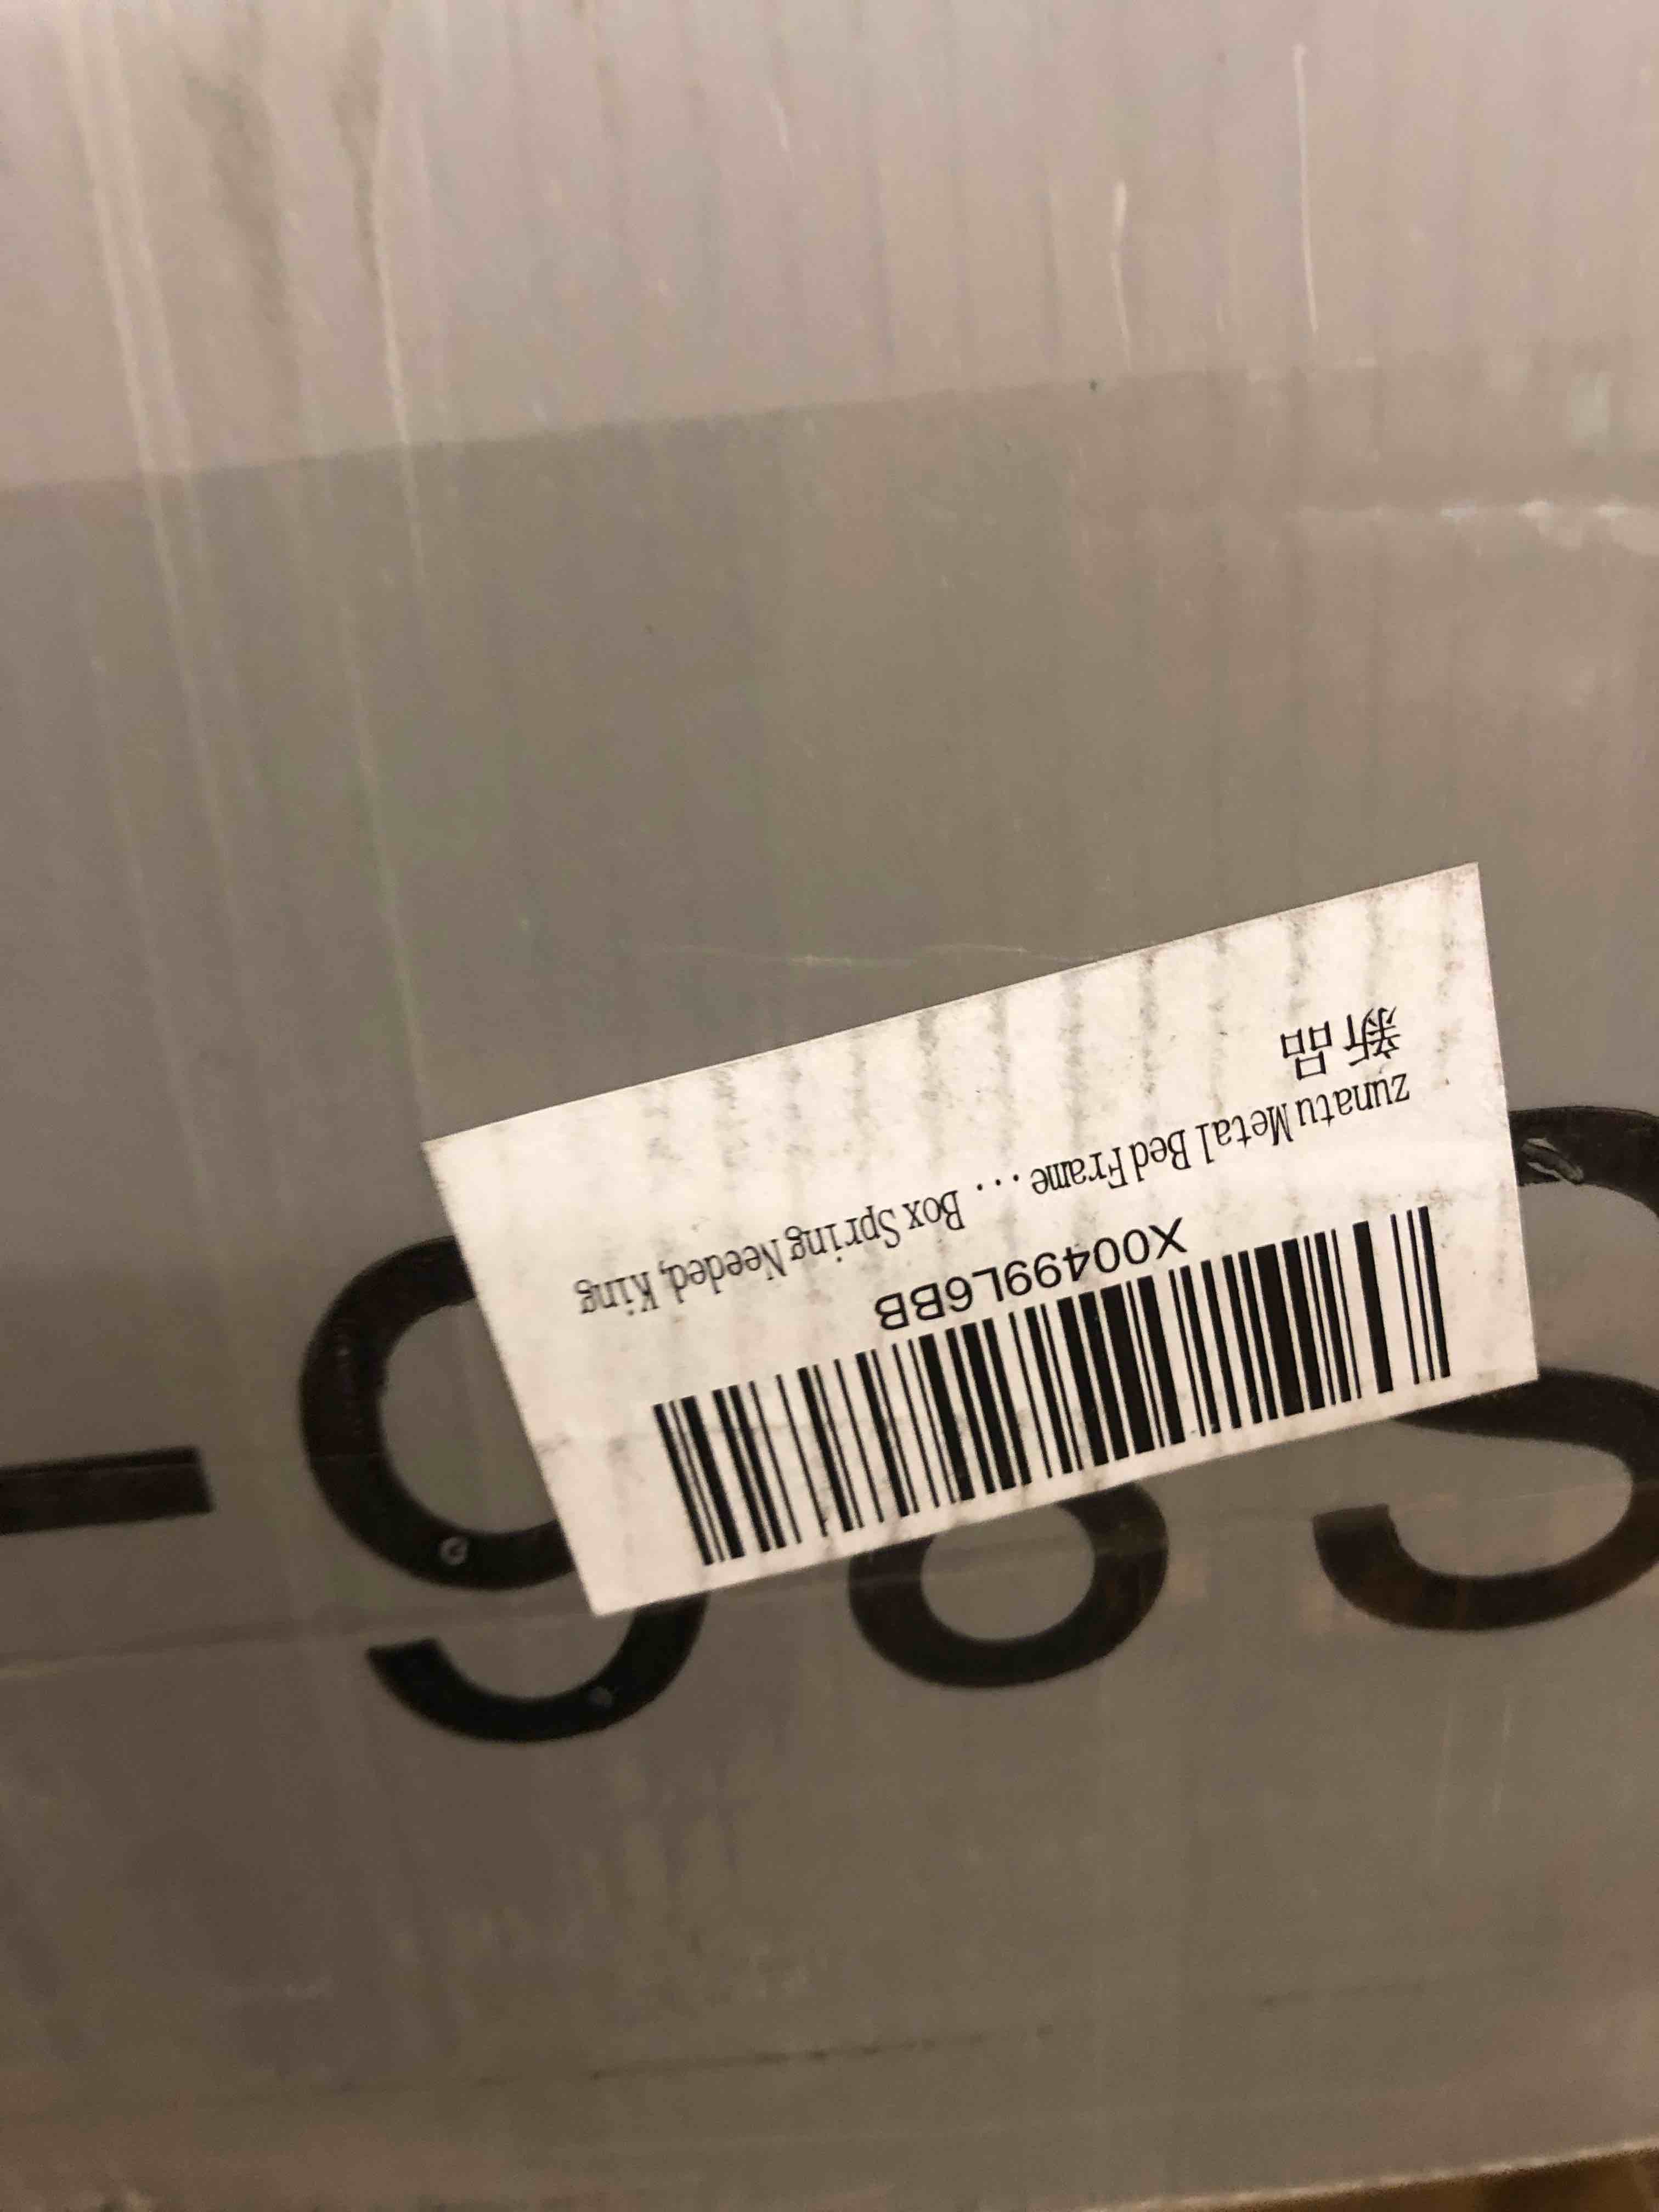 X00499L6BB
zunatu Metal Bed Frame ... Box Spring Needed, King
新品